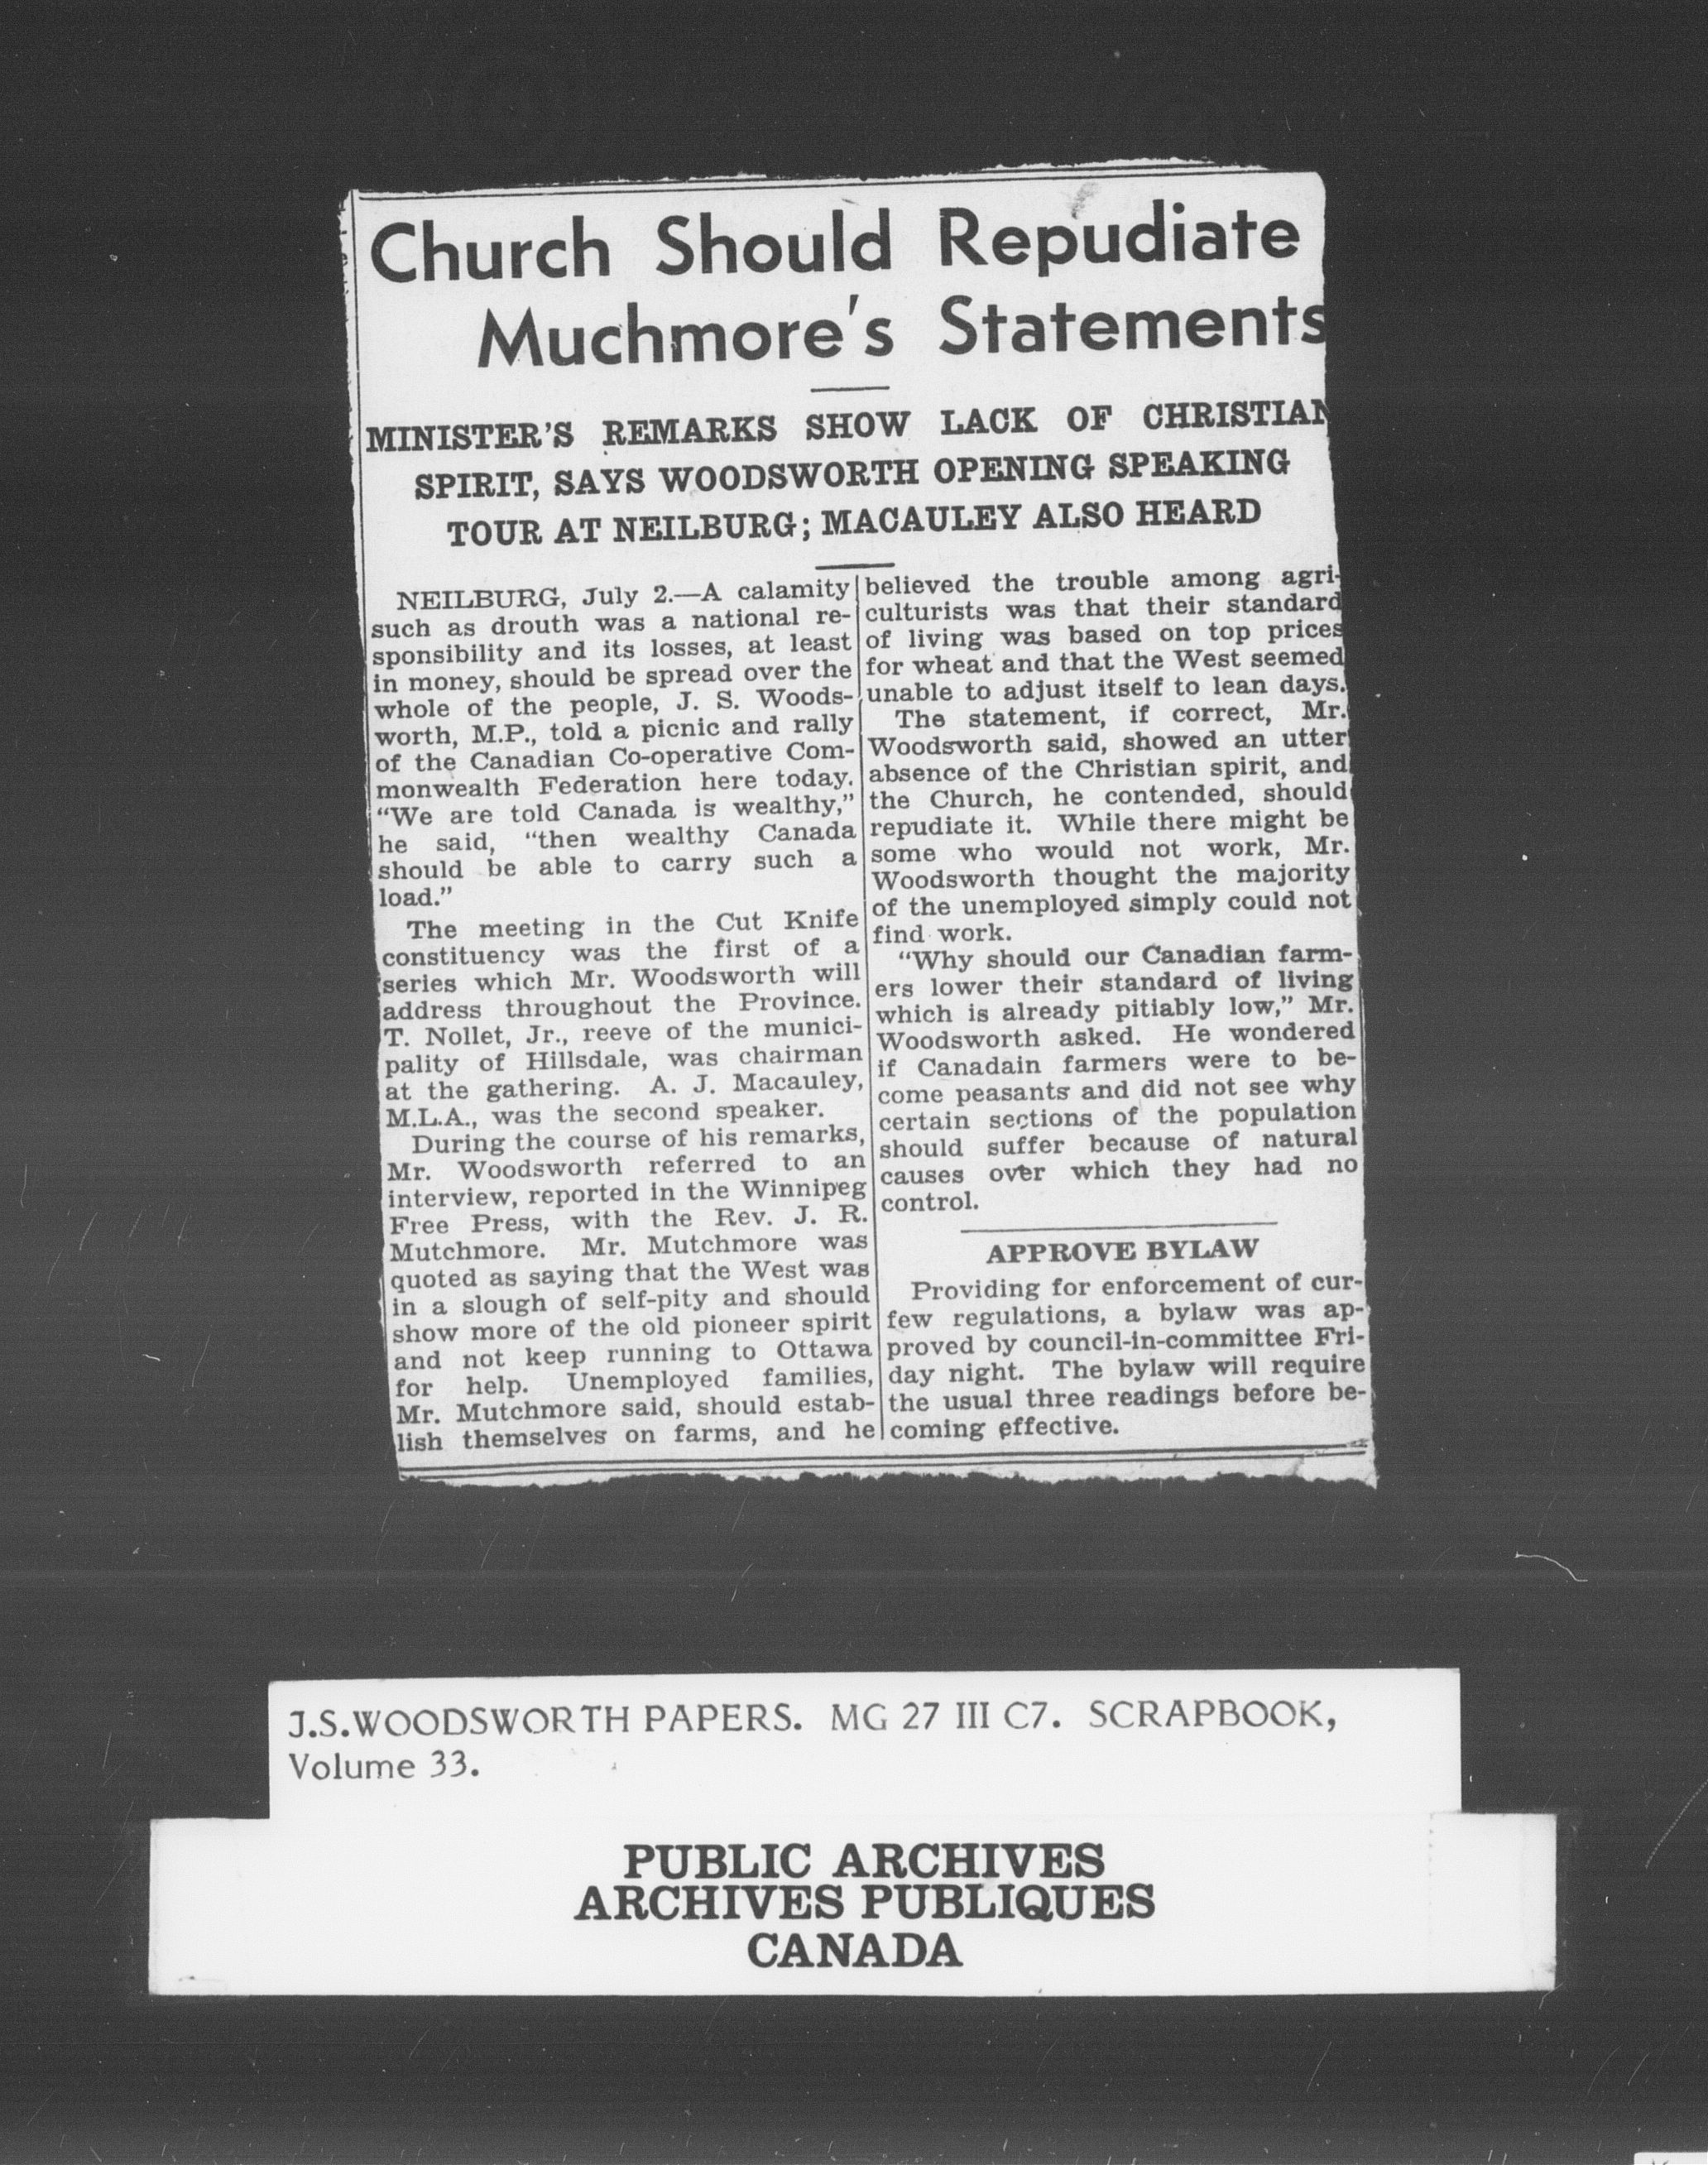 Church Should Repudiate
Muchmore's Statements
MINISTER'S REMARKS SHOW LACK OF CHRISTIAN
SPIRIT, SAYS WOODSWORTH OPENING SPEAKING
TOUR AT NEILBURG; MACAULEY ALSO HEARD
NEILBURG, July 2.—A calamity
such as drouth was a national re-
sponsibility and its losses, at least
in money, should be spread over the
whole of the people, J. S. Woods-
worth, M.P., told a picnic and rally
of the Canadian Co-operative Com-
monwealth Federation here today.
"We are told Canada is wealthy,"
he said, "then wealthy Canada
should be able to carry such a
load."
The meeting in the Cut Knife
constituency was the first of a
series which Mr. Woodsworth will
address throughout the Province.
T. Nollet, Jr., reeve of the munici-
pality of Hillsdale, was chairman
at the gathering. A. J. Macauley,
M.L.A., was the second speaker.
During the course of his remarks,
Mr. Woodsworth referred to an
interview, reported in the Winnipeg
Free Press, with the Rev. J. R.
Mutchmore. Mr. Mutchmore was
quoted as saying that the West was
in a slough of self-pity and should
show more of the old pioneer spirit
and not keep running to Ottawa
for help. Unemployed families,
Mr. Mutchmore said, should estab-
lish themselves on farms, and he
believed the trouble among agri-
culturists was that their standard
of living was based on top prices
for wheat and that the West seemed
unable to adjust itself to lean days.
The statement, if correct, Mr.
Woodsworth said, showed an utter
absence of the Christian spirit, and
the Church, he contended, should
repudiate it. While there might be
some who would not work, Mr.
Woodsworth thought the majority
of the unemployed simply could not
find work.
"Why should our Canadian farm-
ers lower their standard of living
which is already pitiably low," Mr.
Woodsworth asked. He wondered
if Canadain farmers were to be-
come peasants and did not see why
certain sections of the population
should suffer because of natural
causes over which they had no
control.
APPROVE BYLAW
Providing for enforcement of cur-
few regulations, a bylaw was ap-
proved by council-in-committee Fri-
day night. The bylaw will require
the usual three readings before be-
coming effective.
J.S.WOODSWORTH PAPERS. MG 27 III C7. SCRAPBOOK,
Volume 33.
PUBLIC ARCHIVES
ARCHIVES PUBLIQUES
CANADA